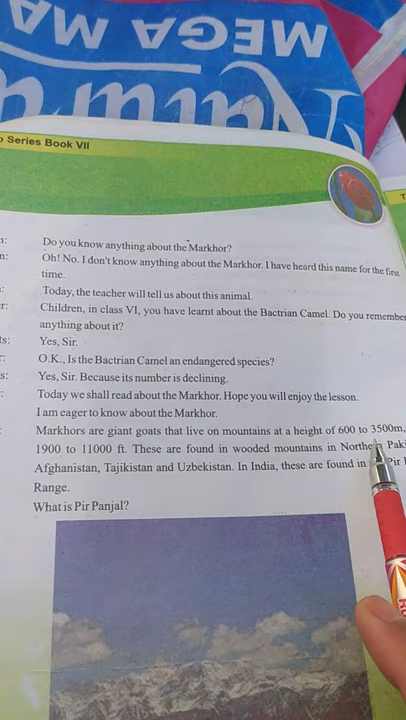 MEGA MA
Series Book VII
Do you know anything about the Markhor?
Oh! No. I don't know anything about the Markhor. I have heard this name for the first
time.
Today, the teacher will tell us about this animal.
Children, in class VI, you have learnt about the Bactrian Camel. Do you remember
anything about it?
Yes, Sir.
O.K., Is the Bactrian Camel an endangered species?
Yes, Sir. Because its number is declining.
Today we shall read about the Markhor. Hope you will enjoy the lesson.
I am eager to know about the Markhor.
Markhors are giant goats that live on mountains at a height of 600 to 3500m,
1900 to 11000 ft. These are found in wooded mountains in Northern Paki
Afghanistan, Tajikistan and Uzbekistan. In India, these are found in Pir
Range.
What is Pir Panjal?